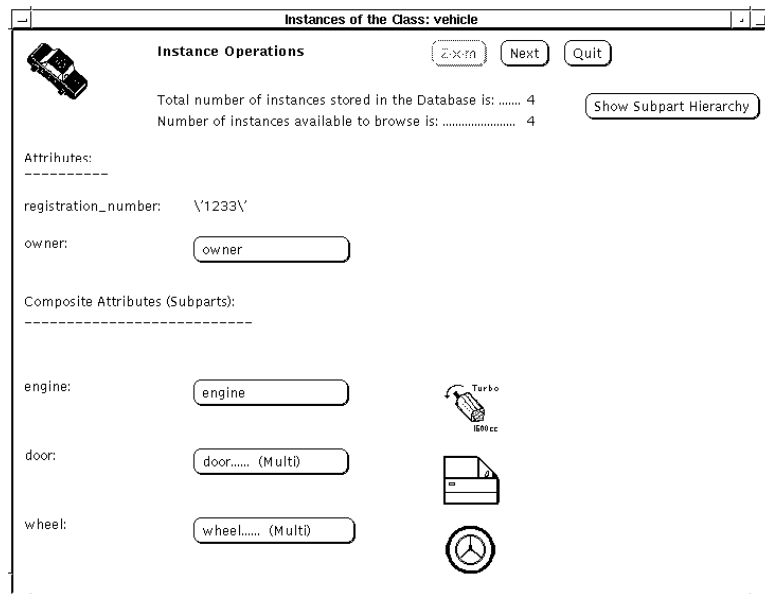 Instances of the Class: vehicle
Instance Operations
Next
Quit
Total number of instances stored in the Database is: ....... 4
Number of instances available to browse is: ........................ 4
Show Subpart Hierarchy
Attributes:
----------
registration_number: \'1233\'
owner: owner
Composite Attributes (Subparts):
---------------------------
engine: engine
Turbo
1600cc
door: door...... (Multi)
wheel: wheel...... (Multi)